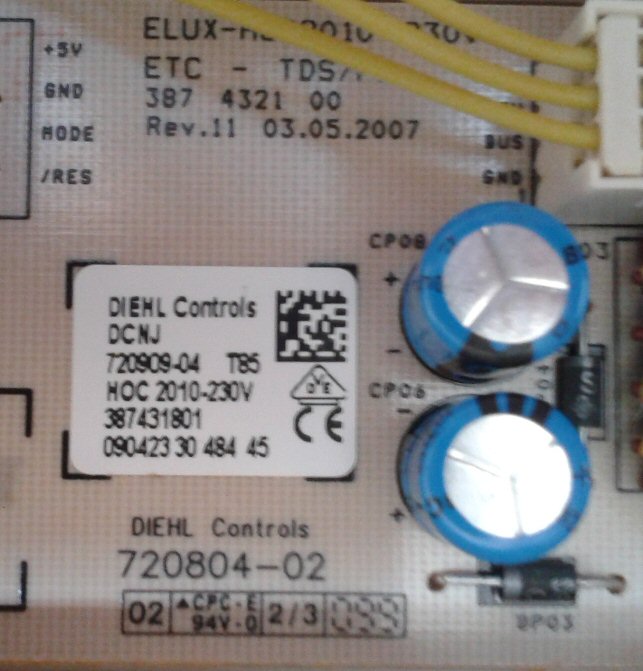 +5V
GND
MODE
/RES
ETC - TDS/
387 4321 00
Rev.11 03.05.2007
BUS
GND
1
CP08
+
-
DIEHL Controls
DCNJ
720909-04 T85
HOC 2010-230V
387431801
090423 30 484 45
VDE
CE
CP06
-
+
DIEHL Controls
720804-02
02
CPC-E
94V-0
2/3
BP03